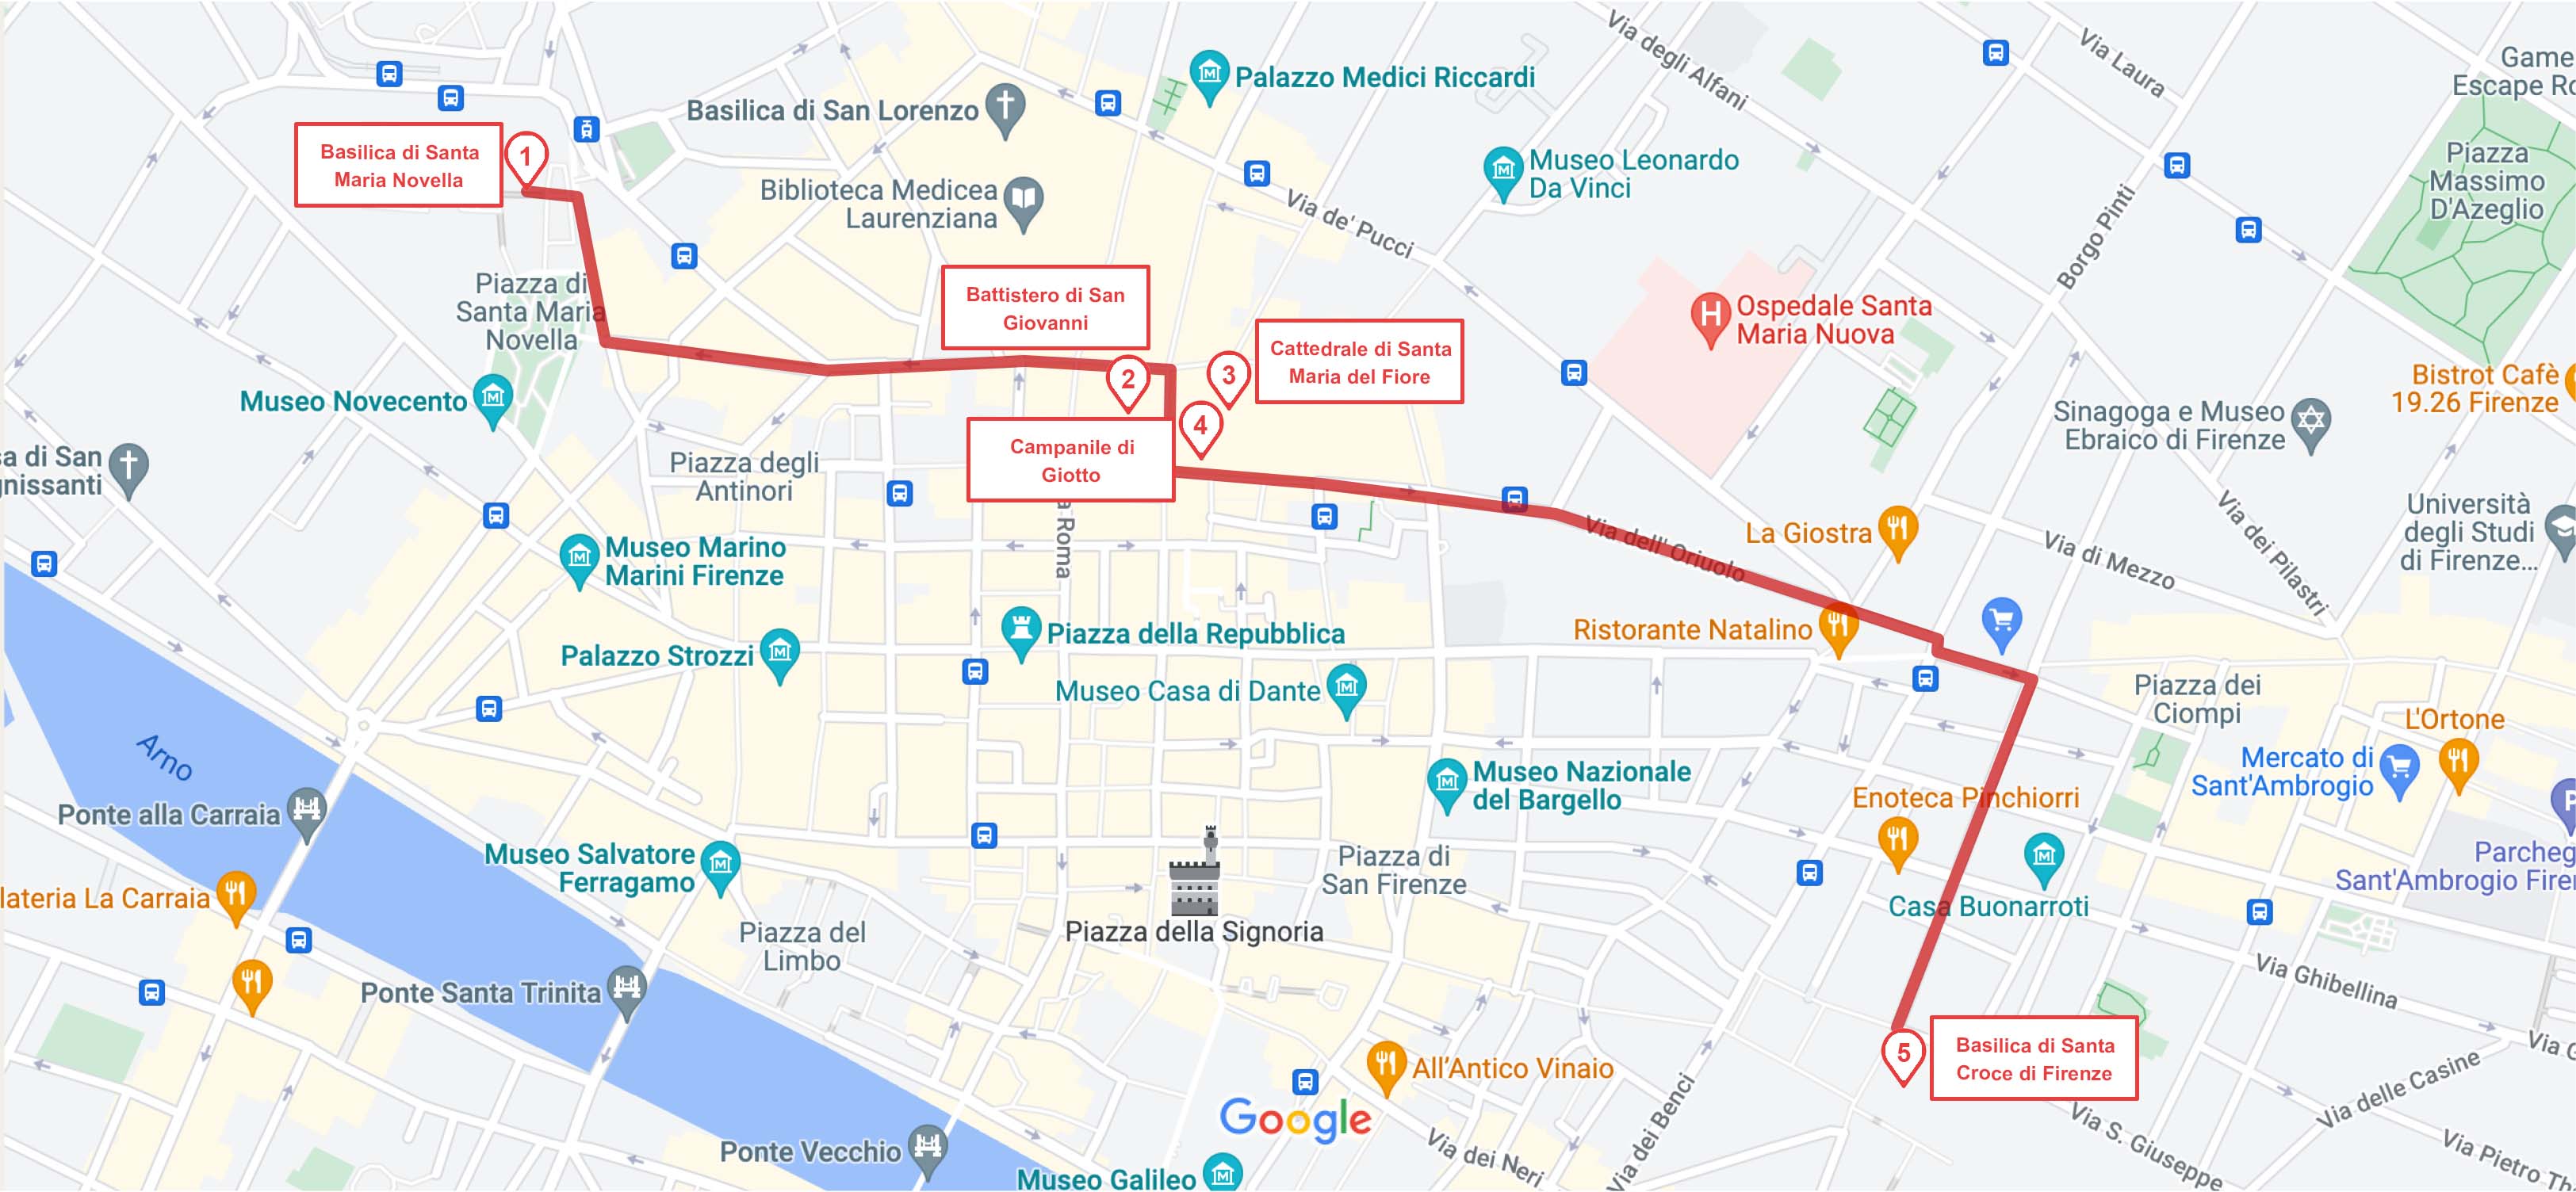 Via degli Alfani
Via Laura
Game
Escape Ro
Palazzo Medici Riccardi
Basilica di San Lorenzo
Basilica di Santa
Maria Novella
1
Museo Leonardo
Da Vinci
Piazza
Massimo
D'Azeglio
Biblioteca Medicea
Laurenziana
Via de' Pucci
Borgo Pinti
Piazza di
Santa Maria
Novella
Battistero di San
Giovanni
2
Cattedrale di Santa
Maria del Fiore
3
Ospedale Santa
Maria Nuova
H
Museo Novecento
Bistrot Cafè
19.26 Firenze
Campanile di
Giotto
4
Sinagoga e Museo
Ebraico di Firenze
sa di San
gnissanti
Piazza degli
Antinori
a Roma
Via dell' Oriuolo
La Giostra
Via di Mezzo
Via dei Pilastri
Università
degli Studi
di Firenze...
Museo Marino
Marini Firenze
Palazzo Strozzi
Piazza della Repubblica
Ristorante Natalino
Museo Casa di Dante
Piazza dei
Ciompi
L'Ortone
Arno
Mercato di
Sant'Ambrogio
Museo Nazionale
del Bargello
Enoteca Pinchiorri
Ponte alla Carraia
Museo Salvatore
Ferragamo
Piazza di
San Firenze
P
Parcheg
Sant'Ambrogio Firen
lateria La Carraia
Casa Buonarroti
Piazza della Signoria
Piazza del
Limbo
Ponte Santa Trinita
Via Ghibellina
Via G
5
Basilica di Santa
Croce di Firenze
All'Antico Vinaio
Google
Via dei Benci
Via delle Casine
Via S. Giuseppe
Via Pietro Th
Ponte Vecchio
Via dei Neri
Museo Galileo